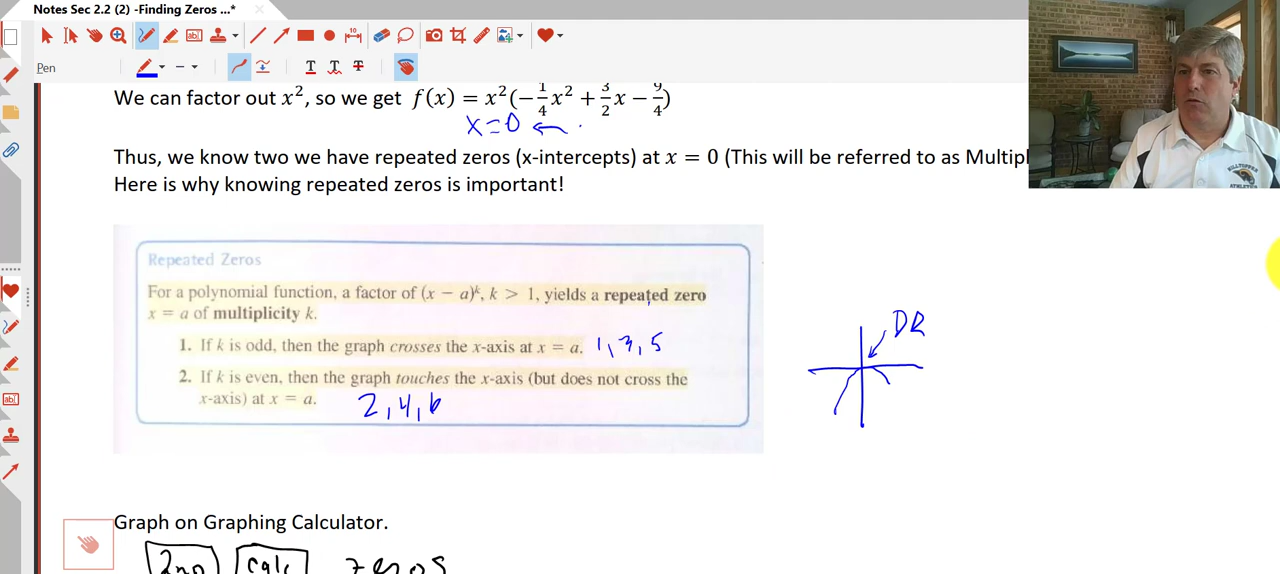 Notes Sec 2.2 (2) -Finding Zeros ...*
Pen
We can factor out x², so we get f(x) = x²(−1/4x² + 3/2x − 9/4)
x=0 ←
Thus, we know two we have repeated zeros (x-intercepts) at x = 0 (This will be referred to as Multipl
Here is why knowing repeated zeros is important!
Repeated Zeros
For a polynomial function, a factor of (x − a)ᵏ, k > 1, yields a repeated zero
x = a of multiplicity k.
1. If k is odd, then the graph crosses the x-axis at x = a. 1, 3, 5
2. If k is even, then the graph touches the x-axis (but does not cross the
x-axis) at x = a. 2, 4, 6
DR
HILLTOPPER
ATHLETICS
Graph on Graphing Calculator.
2nd calc zeros